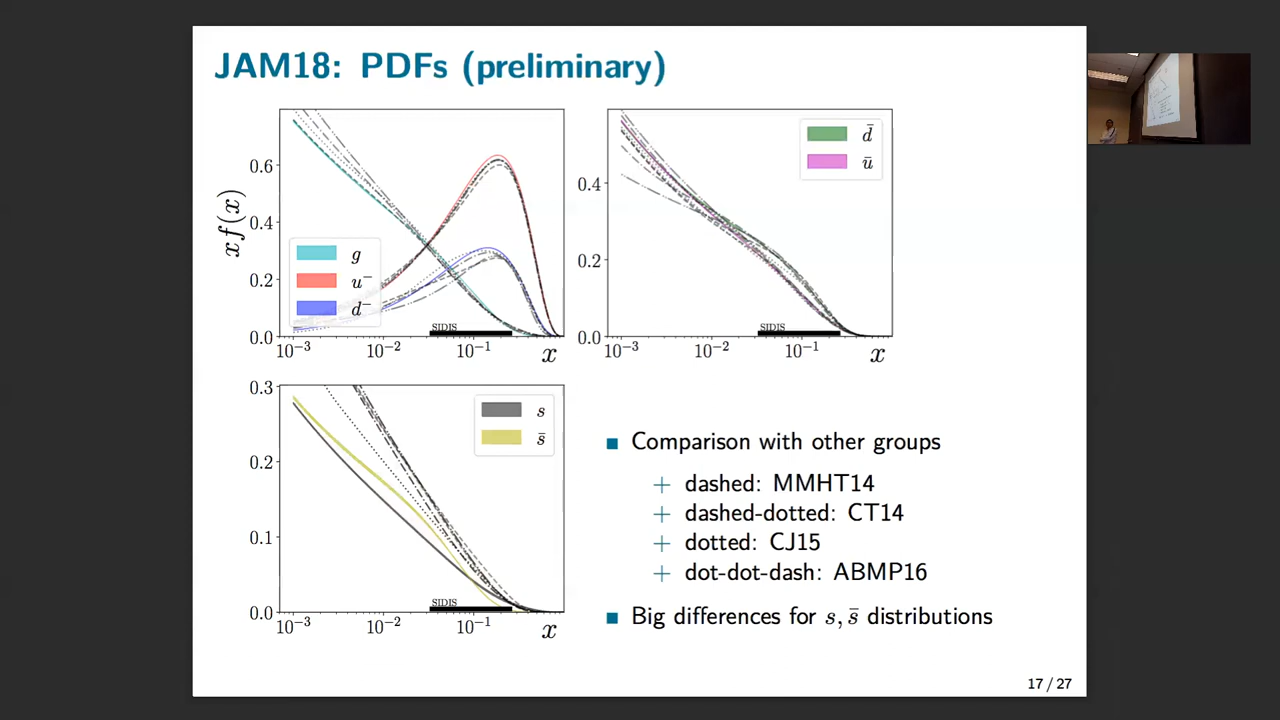 JAM18: PDFs (preliminary)
xf(x)
0.6
0.4
0.2
0.0
g
u⁻
d⁻
SIDIS
10⁻³
10⁻²
10⁻¹
x
0.4
0.2
0.0
d̄
ū
SIDIS
10⁻³
10⁻²
10⁻¹
x
0.3
0.2
0.1
0.0
s
s̄
SIDIS
10⁻³
10⁻²
10⁻¹
x
■ Comparison with other groups
+ dashed: MMHT14
+ dashed-dotted: CT14
+ dotted: CJ15
+ dot-dot-dash: ABMP16
■ Big differences for s, s̄ distributions
17 / 27